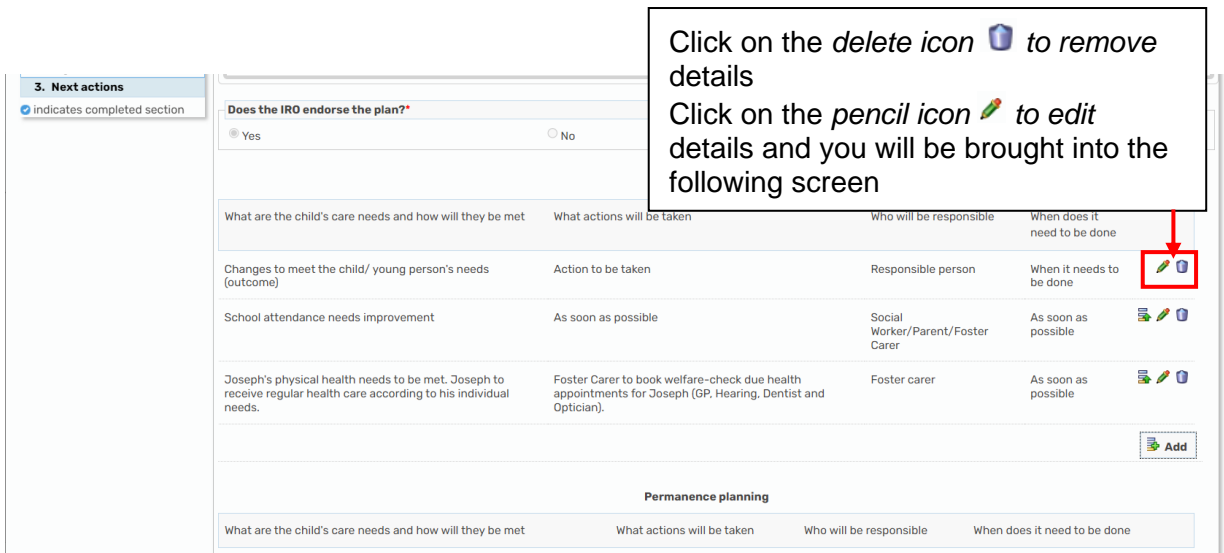 Click on the delete icon to remove
details
Click on the pencil icon to edit
details and you will be brought into the
following screen
3. Next actions
indicates completed section
Does the IRO endorse the plan?*
Yes
No
What are the child's care needs and how will they be met What actions will be taken Who will be responsible When does it
need to be done
Changes to meet the child/ young person's needs Action to be taken Responsible person When it needs to
(outcome) be done
School attendance needs improvement As soon as possible Social As soon as
Worker/Parent/Foster possible
Carer
Joseph's physical health needs to be met. Joseph to Foster Carer to book welfare-check due health Foster carer As soon as
receive regular health care according to his individual appointments for Joseph (GP, Hearing, Dentist and possible
needs. Optician).
Add
Permanence planning
What are the child's care needs and how will they be met What actions will be taken Who will be responsible When does it need to be done